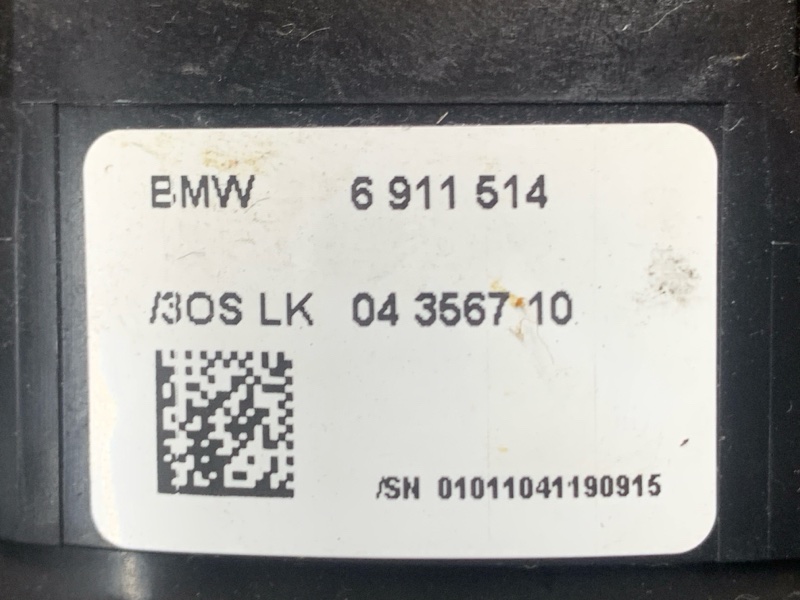 BMW 6 911 514
/3OS LK 04 3567 10
/SN 01011041190915